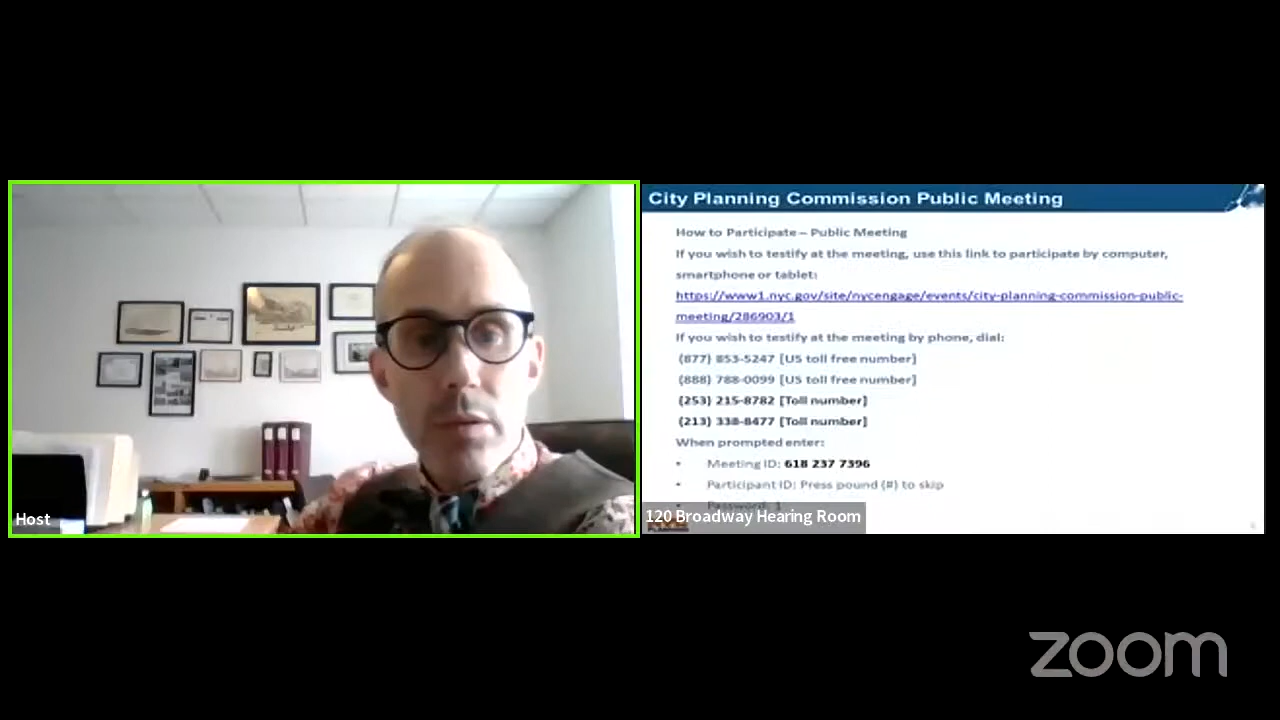 City Planning Commission Public Meeting
How to Participate – Public Meeting
If you wish to testify at the meeting, use this link to participate by computer,
smartphone or tablet:
https://www1.nyc.gov/site/nycengage/events/city-planning-commission-public-
meeting/286903/1
If you wish to testify at the meeting by phone, dial:
(877) 853-5247 [US toll free number]
(888) 788-0099 [US toll free number]
(253) 215-8782 [Toll number]
(213) 338-8477 [Toll number]
When prompted enter:
• Meeting ID: 618 237 7396
• Participant ID: Press pound (#) to skip
• Password: 1
Host
120 Broadway Hearing Room
zoom